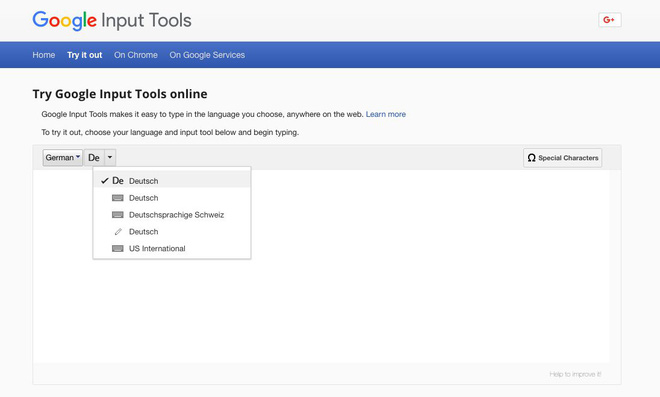 Google Input Tools
G+
Home Try it out On Chrome On Google Services
Try Google Input Tools online
Google Input Tools makes it easy to type in the language you choose, anywhere on the web. Learn more
To try it out, choose your language and input tool below and begin typing.
German De Ω Special Characters
De Deutsch
Deutsch
Deutschsprachige Schweiz
Deutsch
US International
Help to improve it!